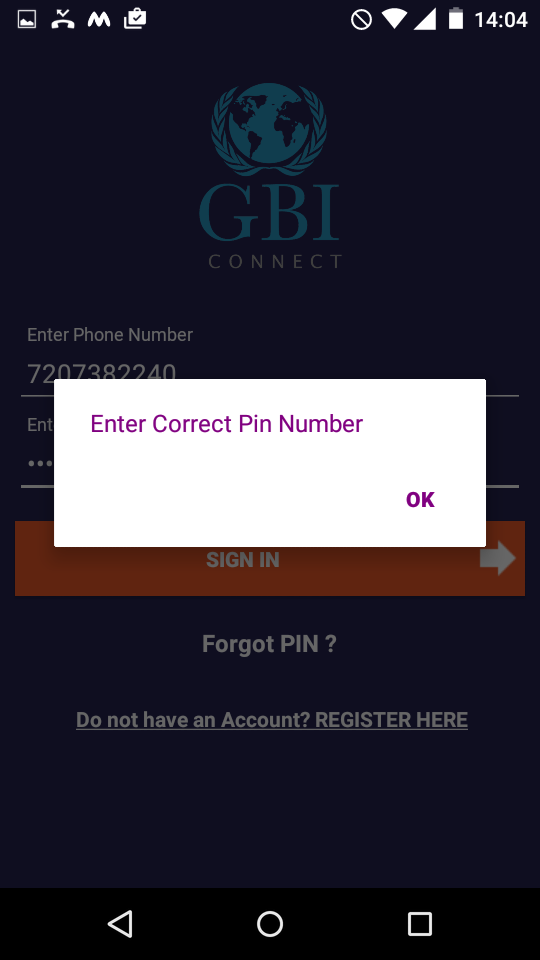 14:04
GBI
CONNECT
Enter Phone Number
7207382240
Ent
Enter Correct Pin Number
OK
SIGN IN
Forgot PIN ?
Do not have an Account? REGISTER HERE